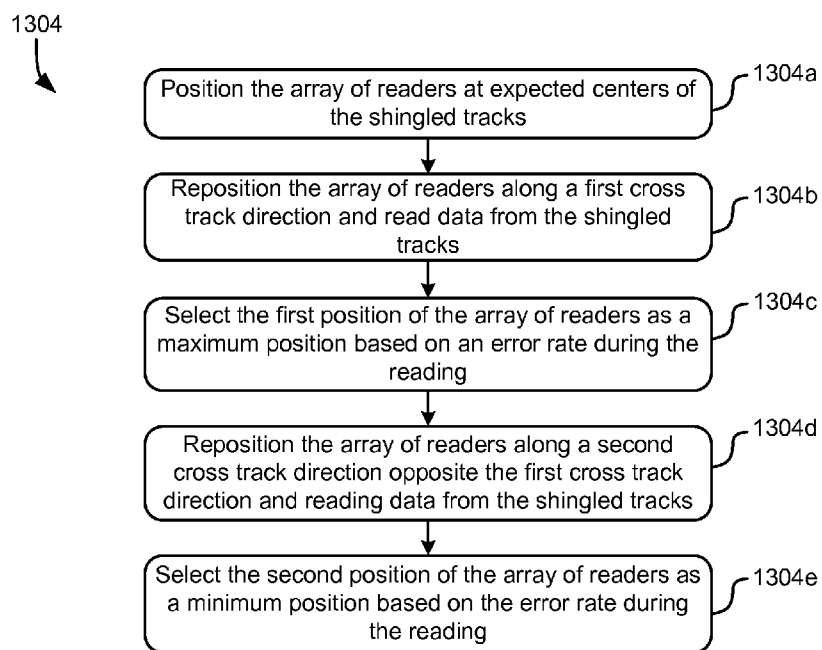 1304
Position the array of readers at expected centers of
the shingled tracks
1304a
Reposition the array of readers along a first cross
track direction and read data from the shingled
tracks
1304b
Select the first position of the array of readers as a
maximum position based on an error rate during the
reading
1304c
Reposition the array of readers along a second
cross track direction opposite the first cross track
direction and reading data from the shingled tracks
1304d
Select the second position of the array of readers as
a minimum position based on the error rate during
the reading
1304e